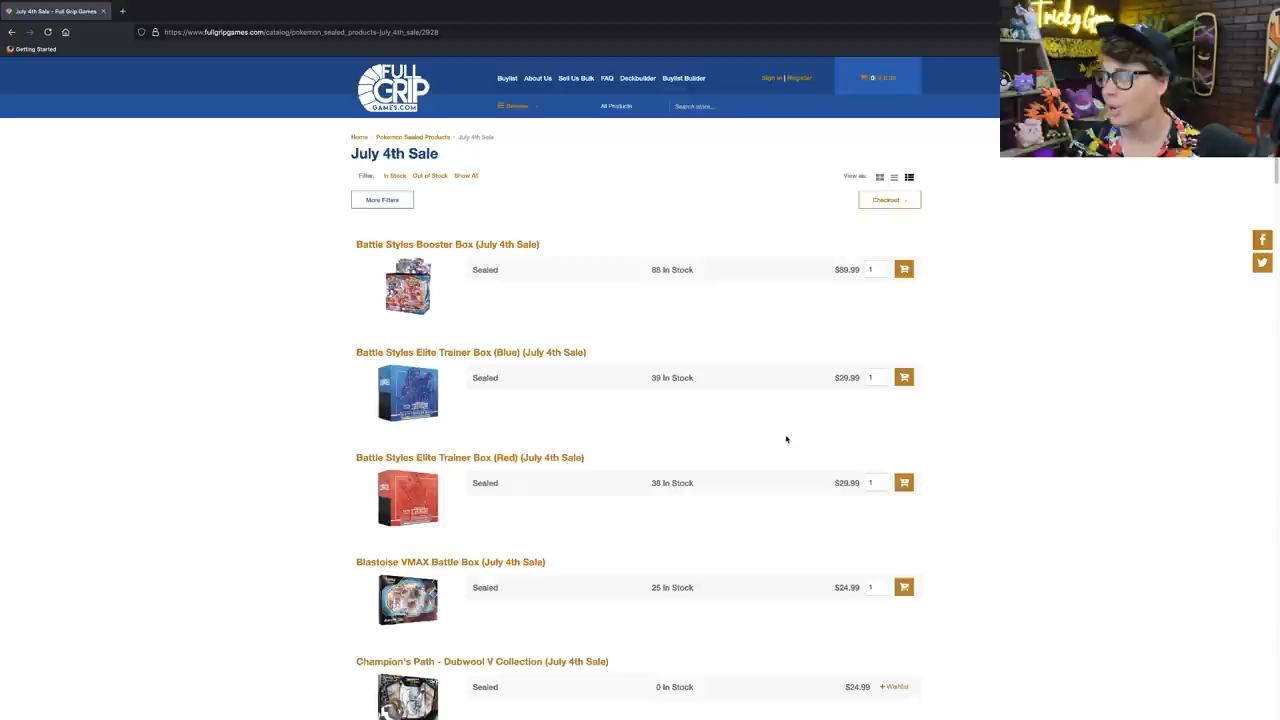 July 4th Sale - Full Grip Games
https://www.fullgripgames.com/catalog/pokemon_sealed_products-july_4th_sale/2928
Getting Started
FULL
GRIP
GAMES.COM
Buylist About Us Sell Us Bulk FAQ Deckbuilder Buylist Builder
Sign in | Register
All Products
Search store...
Home Pokemon Sealed Products July 4th Sale
July 4th Sale
Filter: In Stock Out of Stock Show All
View as:
More Filters
Checkout
Battle Styles Booster Box (July 4th Sale)
Sealed 88 In Stock $89.99 1
Battle Styles Elite Trainer Box (Blue) (July 4th Sale)
Sealed 39 In Stock $29.99 1
Battle Styles Elite Trainer Box (Red) (July 4th Sale)
Sealed 38 In Stock $29.99 1
Blastoise VMAX Battle Box (July 4th Sale)
Sealed 25 In Stock $24.99 1
Champion's Path - Dubwool V Collection (July 4th Sale)
Sealed 0 In Stock $24.99 + Wishlist